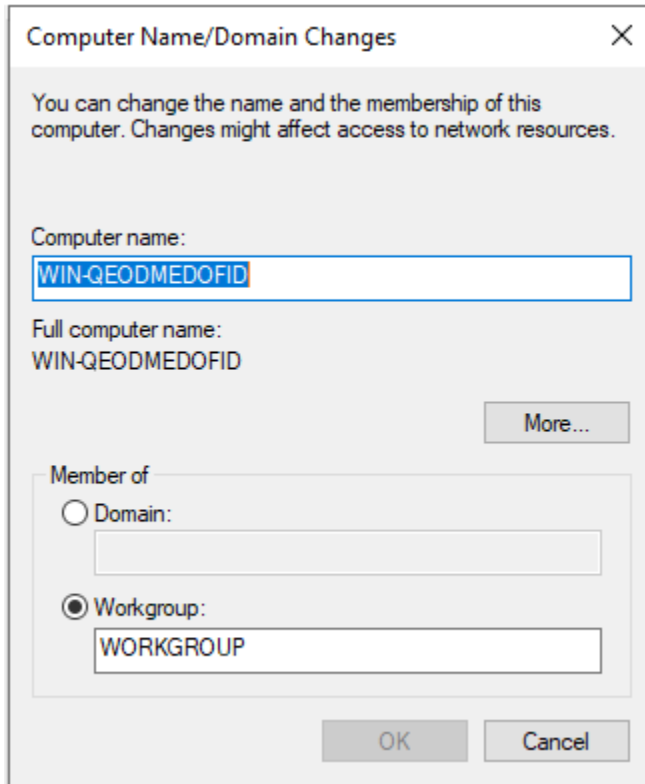 Computer Name/Domain Changes
You can change the name and the membership of this
computer. Changes might affect access to network resources.
Computer name:
WIN-QEODMEDOFID
Full computer name:
WIN-QEODMEDOFID
More...
Member of
Domain:
Workgroup:
WORKGROUP
OK
Cancel